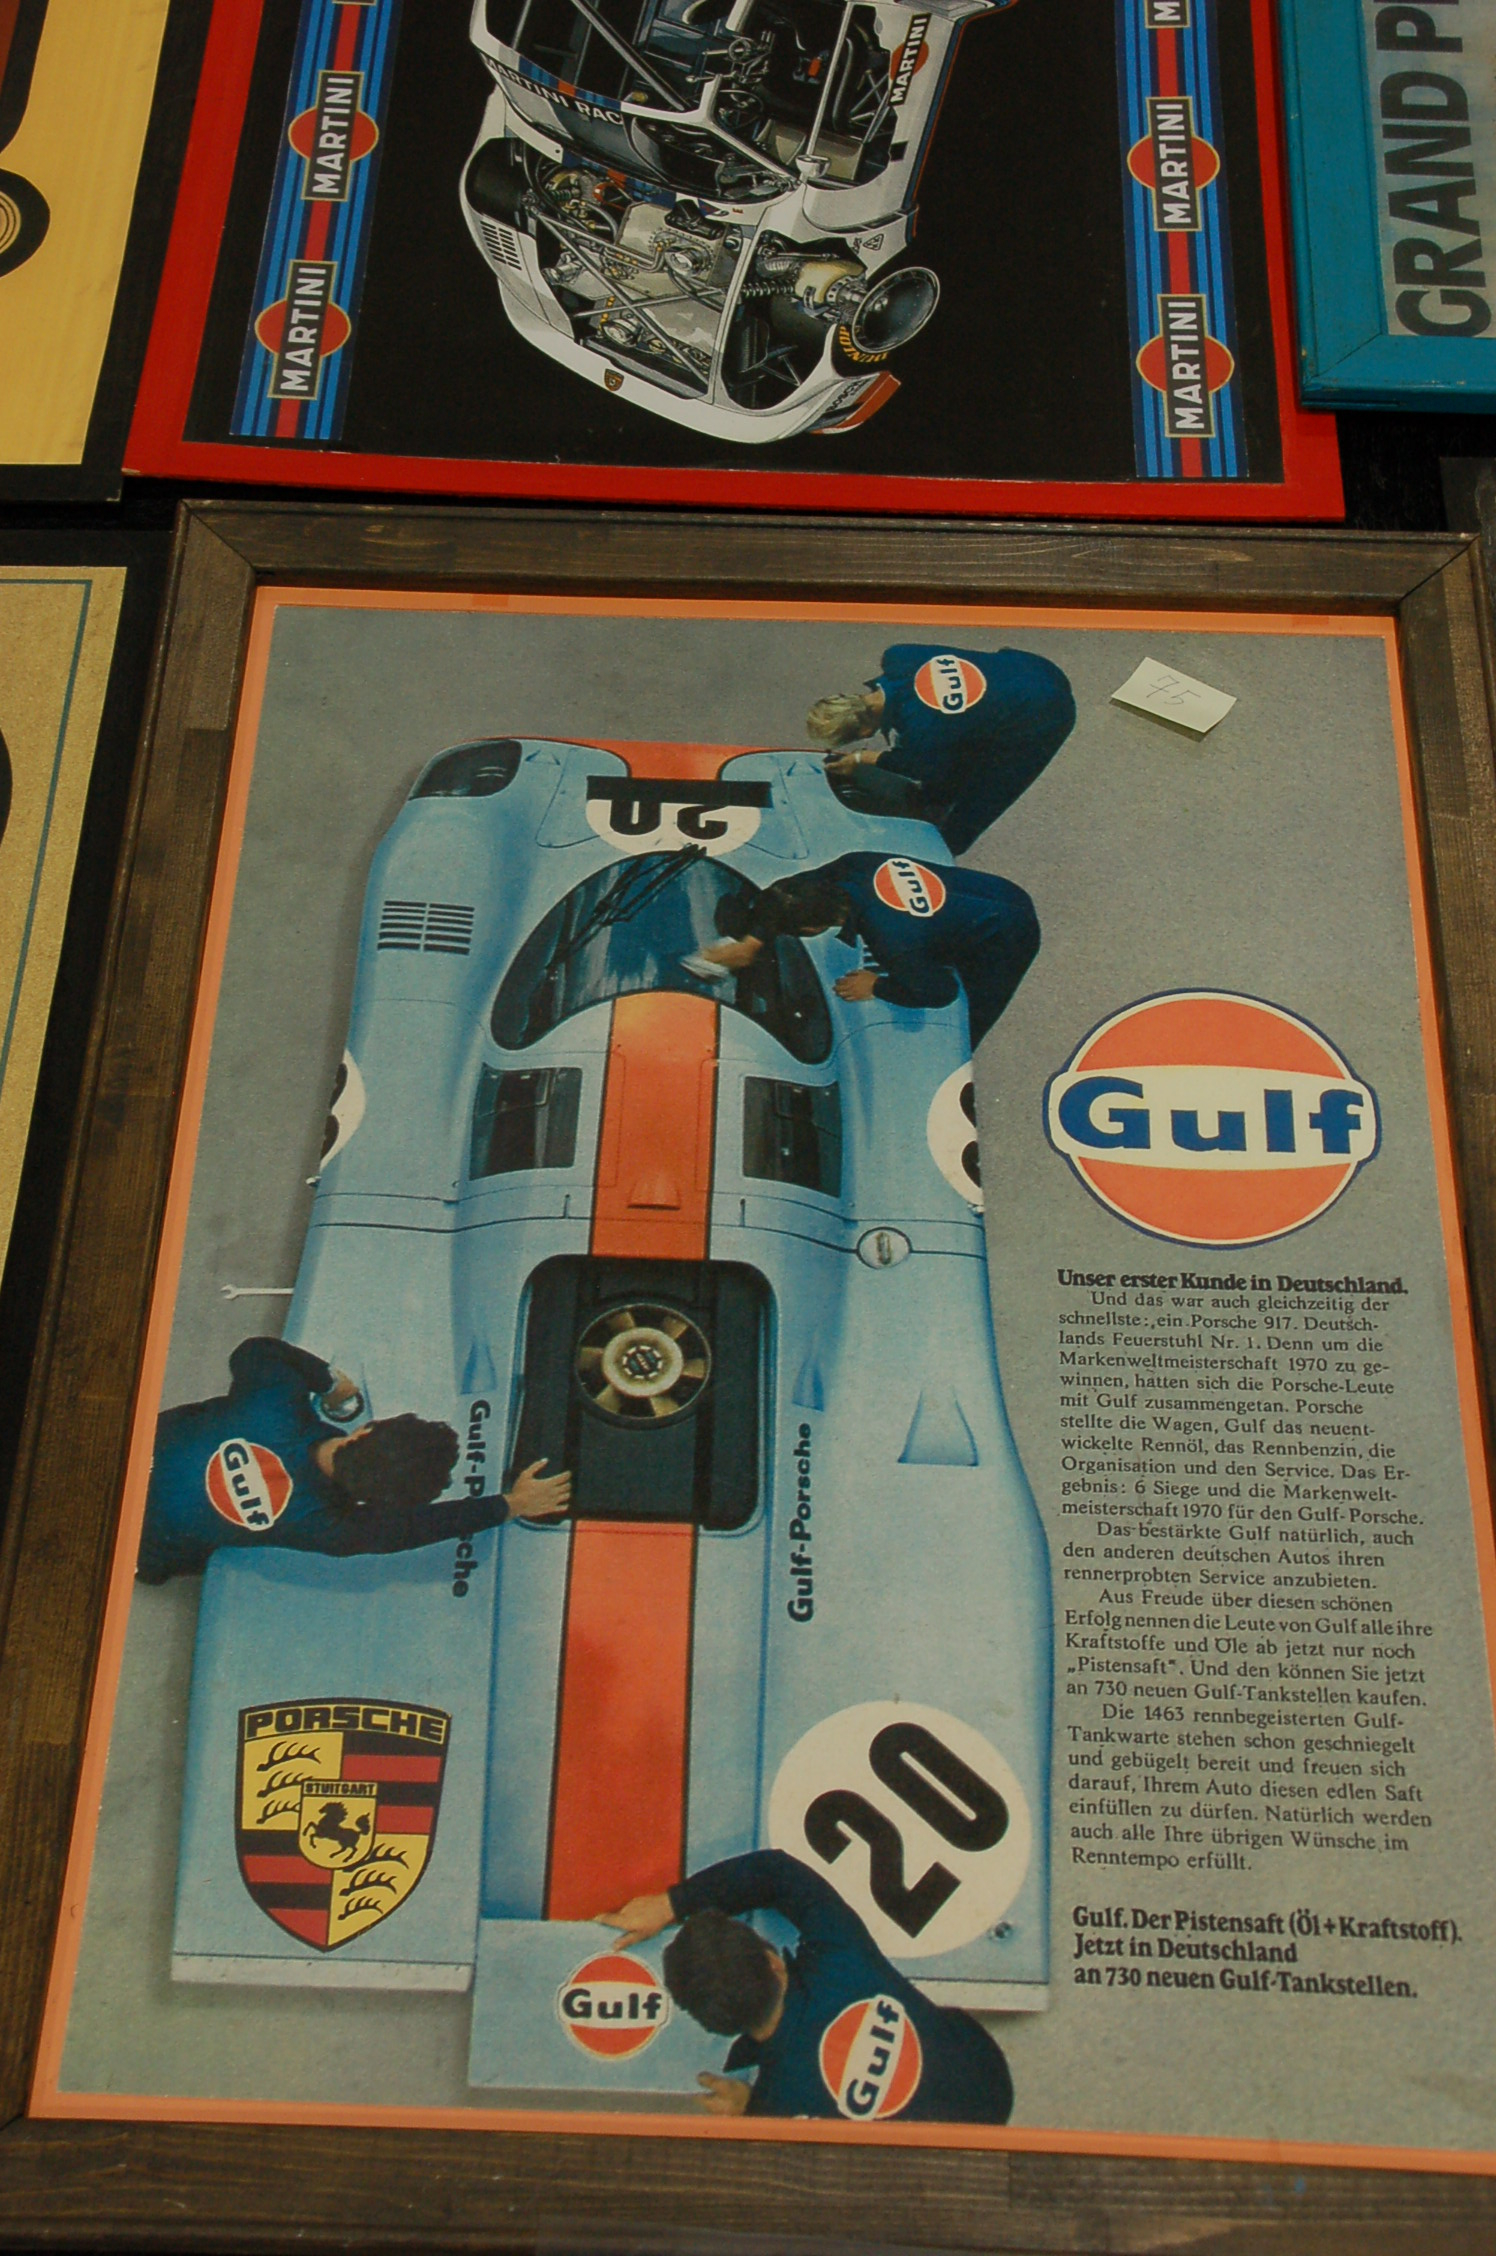 MARTINI
MARTINI
MARTINI RAC
MARTINI
M
MARTINI
MARTINI
GRAND P
75
Gulf
Gulf
20
Gulf
Unser erster Kunde in Deutschland.
Und das war auch gleichzeitig der
schnellste: ein Porsche 917. Deutsch-
lands Feuerstuhl Nr. 1. Denn um die
Markenweltmeisterschaft 1970 zu ge-
winnen, hatten sich die Porsche-Leute
mit Gulf zusammengetan. Porsche
stellte die Wagen, Gulf das neuent-
wickelte Rennöl, das Rennbenzin, die
Organisation und den Service. Das Er-
gebnis: 6 Siege und die Markenwelt-
meisterschaft 1970 für den Gulf-Porsche.
Das bestärkte Gulf natürlich, auch
den anderen deutschen Autos ihren
rennerprobten Service anzubieten.
Aus Freude über diesen schönen
Erfolg nennen die Leute von Gulf alle ihre
Kraftstoffe und Öle ab jetzt nur noch
„Pistensaft“. Und den können Sie jetzt
an 730 neuen Gulf-Tankstellen kaufen.
Die 1463 rennbegeisterten Gulf-
Tankwarte stehen schon geschniegelt
und gebügelt bereit und freuen sich
darauf, Ihrem Auto diesen edlen Saft
einfüllen zu dürfen. Natürlich werden
auch alle Ihre übrigen Wünsche im
Renntempo erfüllt.
Gulf. Der Pistensaft (Öl+Kraftstoff).
Jetzt in Deutschland
an 730 neuen Gulf-Tankstellen.
Gulf-P sche
Gulf-Porsche
Gulf
PORSCHE
STUTTGART
20
Gulf
Gulf